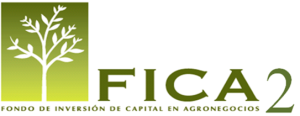 FICA2
FONDO DE INVERSIÓN DE CAPITAL EN AGRONEGOCIOS